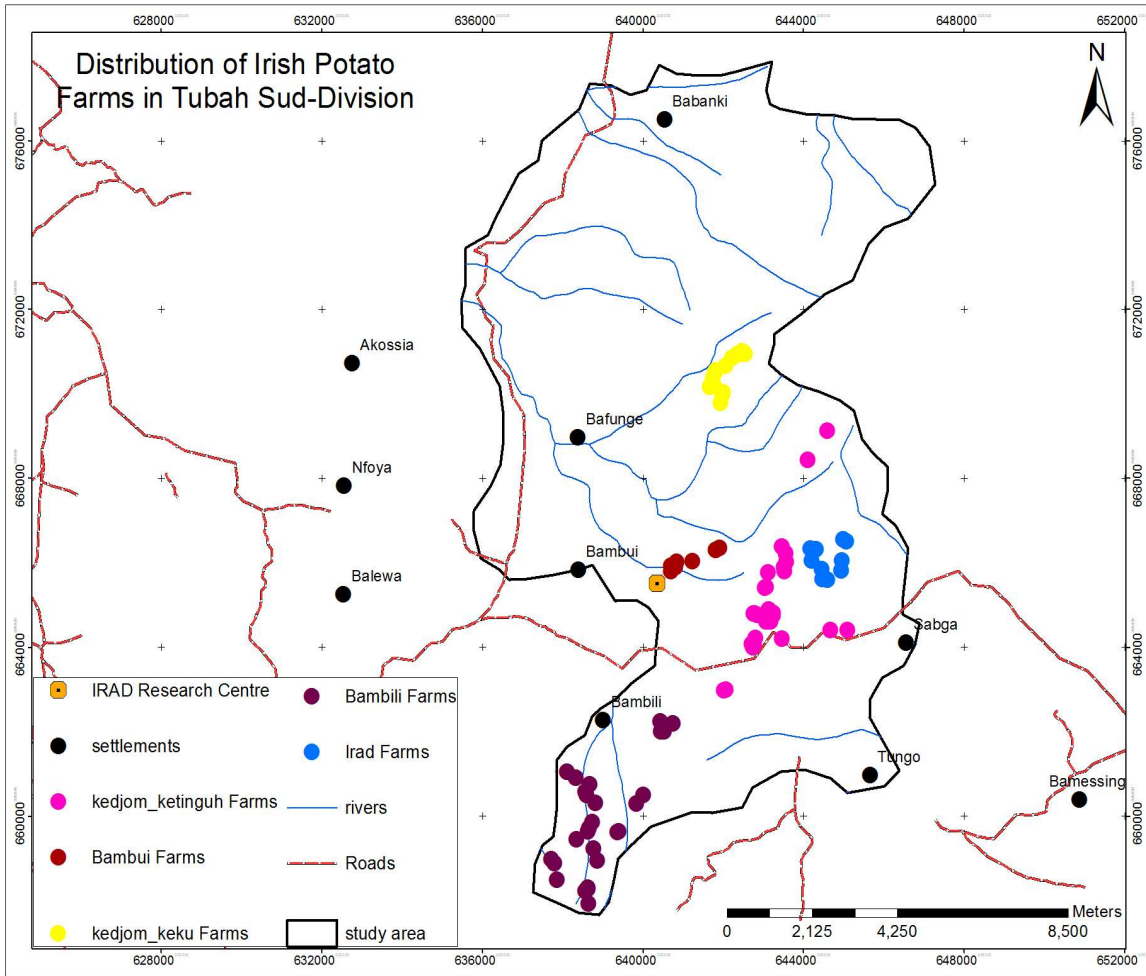 628000
632000
636000
640000
644000
648000
652000
Distribution of Irish Potato
Farms in Tubah Sud-Division
N
676000
676000
Babanki
672000
672000
Akossia
Bafunge
Nfoya
668000
668000
Bambui
Balewa
Sabga
664000
664000
IRAD Research Centre
settlements
kedjom_ketinguh Farms
Bambui Farms
kedjom_keku Farms
Bambili Farms
Irad Farms
rivers
Roads
study area
Bambili
Tungo
Bamessing
660000
660000
Meters
0
2,125
4,250
8,500
628000
632000
636000
640000
644000
648000
652000